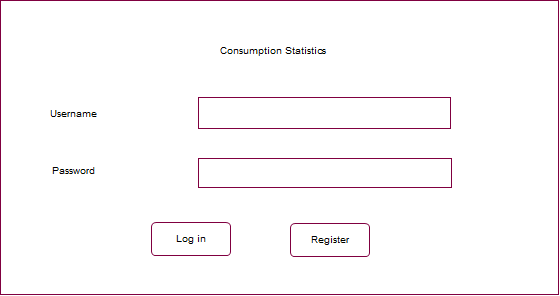 Consumption Statistics
Username
Password
Log in
Register